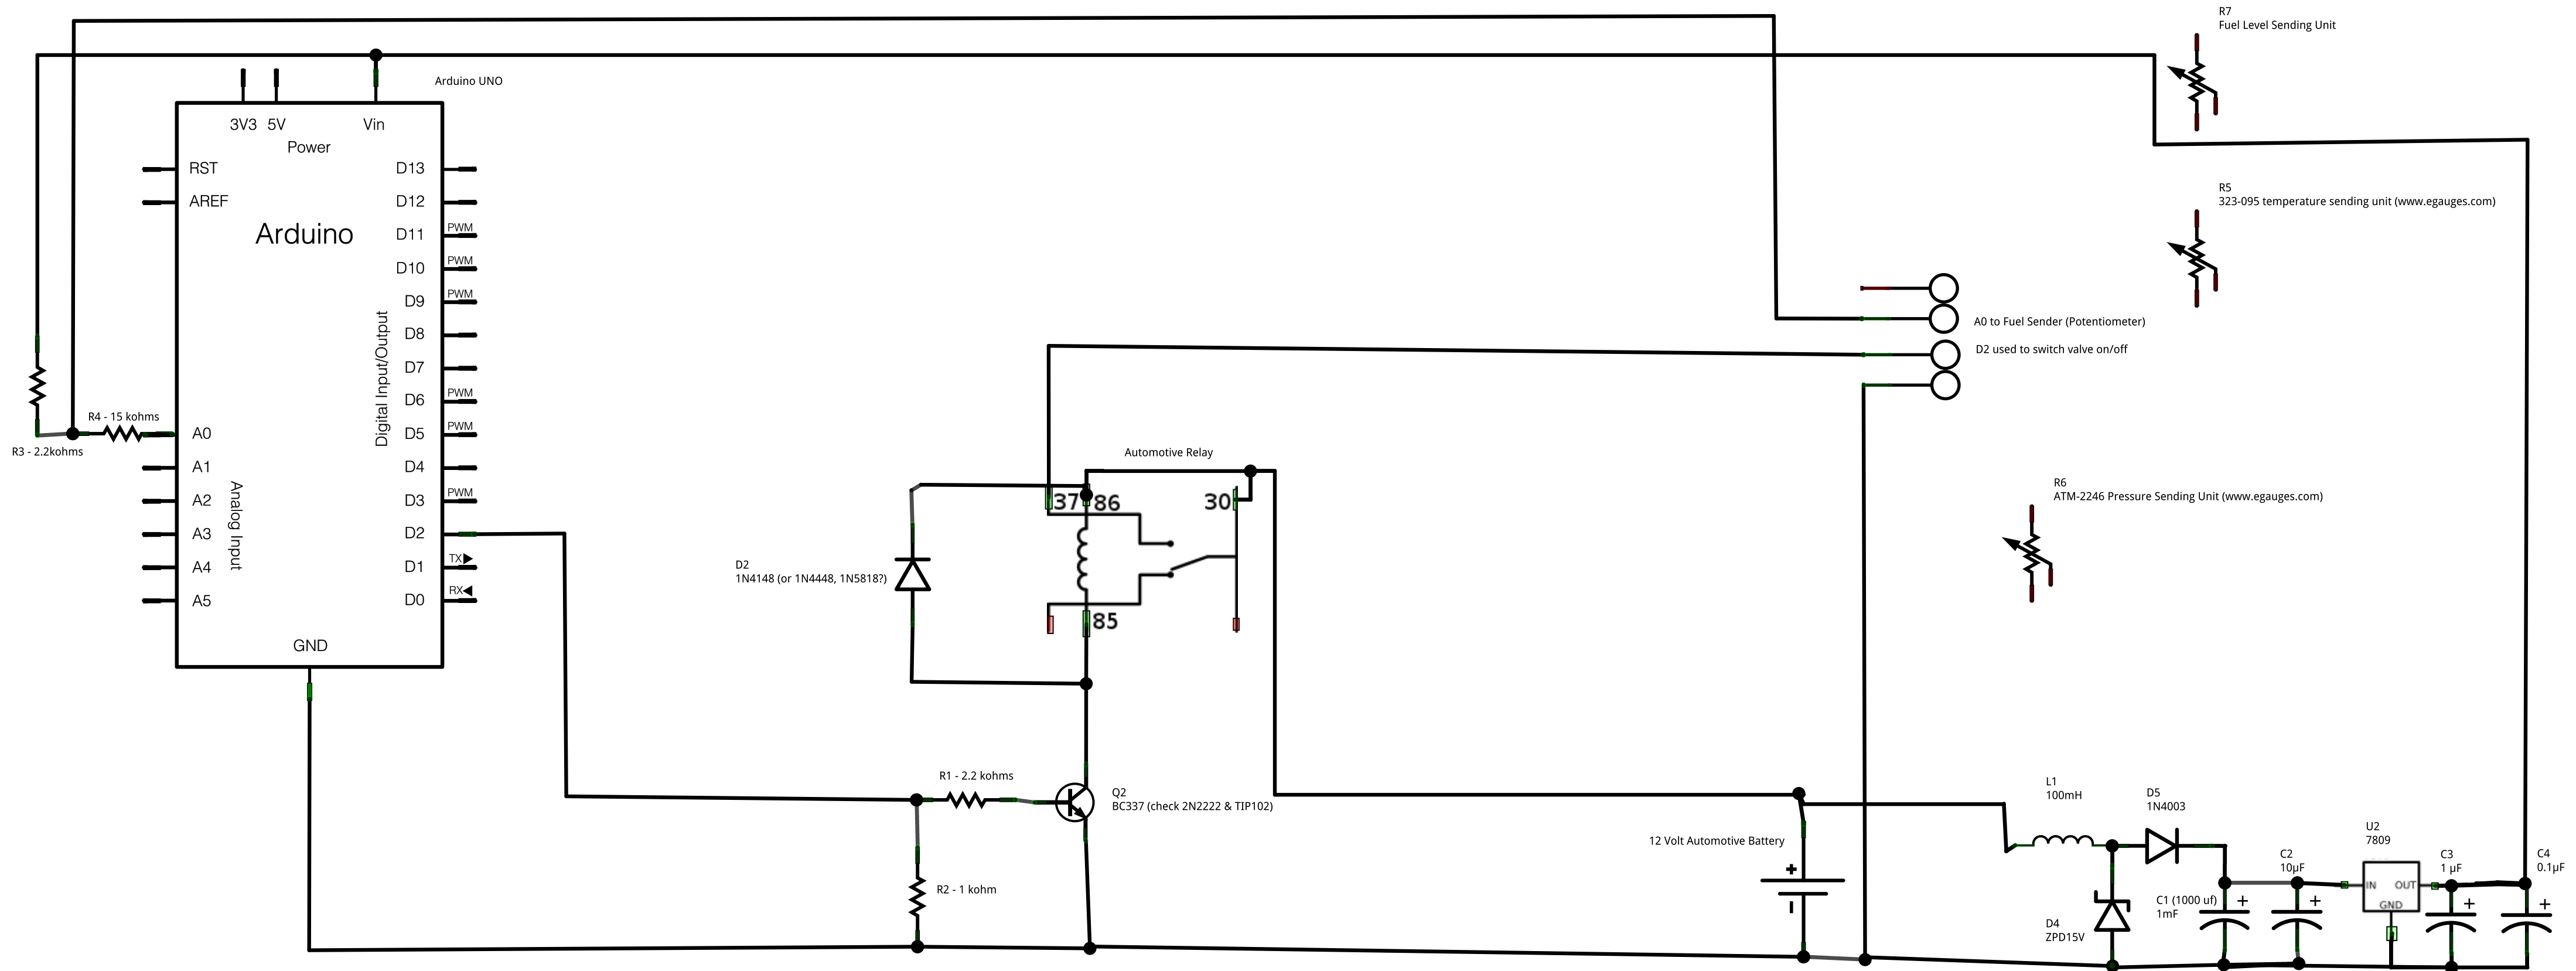 R7
Fuel Level Sending Unit
Arduino UNO
3V3 5V Vin
Power
RST
AREF
Arduino
D13
D12
D11 PWM
D10 PWM
D9 PWM
D8
D7
D6 PWM
D5 PWM
D4
D3 PWM
D2
D1 TX
D0 RX
Digital Input/Output
R4 - 15 kohms
R3 - 2.2kohms
A0
A1
A2
A3
A4
A5
Analog Input
GND
R5
323-095 temperature sending unit (www.egauges.com)
A0 to Fuel Sender (Potentiometer)
D2 used to switch valve on/off
Automotive Relay
37 86 30
85
D2
1N4148 (or 1N4448, 1N5818?)
R6
ATM-2246 Pressure Sending Unit (www.egauges.com)
R1 - 2.2 kohms
Q2
BC337 (check 2N2222 & TIP102)
R2 - 1 kohm
12 Volt Automotive Battery
+
-
L1
100mH
D5
1N4003
D4
ZPD15V
C1 (1000 uf)
1mF
+
C2
10µF
+
U2
7809
IN OUT
GND
C3
1 µF
+
C4
0.1µF
+